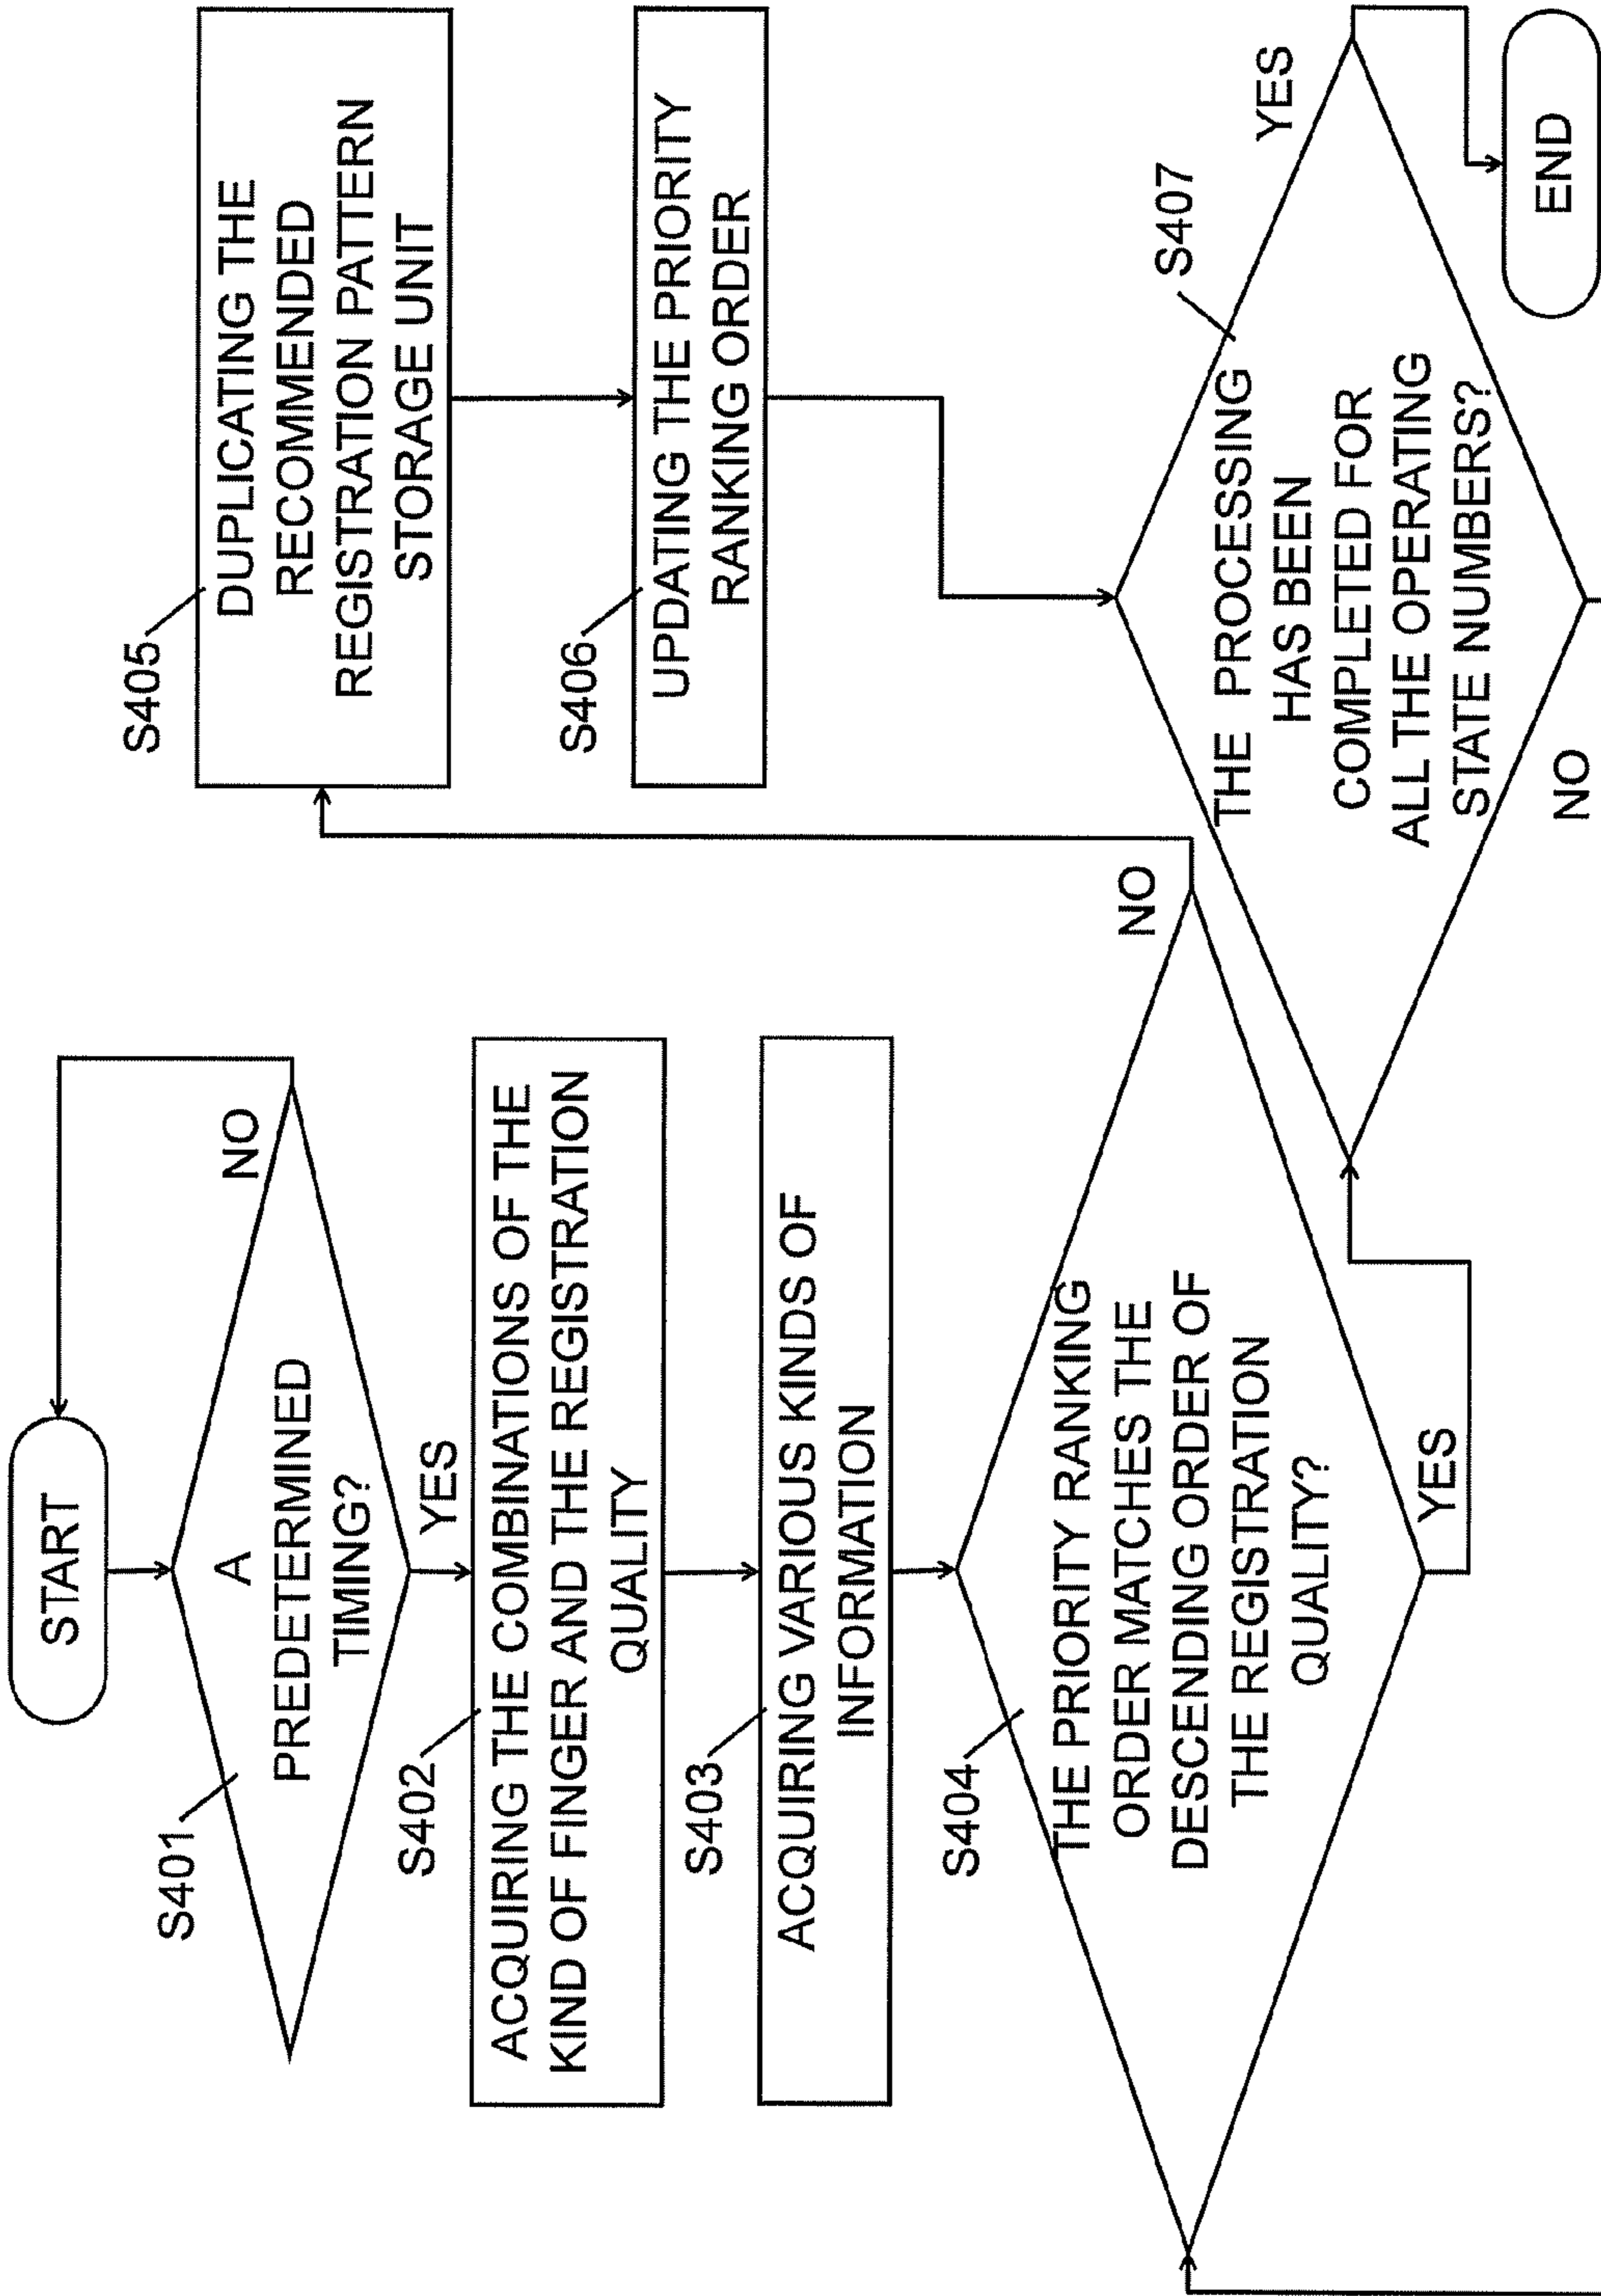 START
S401
A
PREDETERMINED
TIMING?
NO
YES
S402
ACQUIRING THE COMBINATIONS OF THE
KIND OF FINGER AND THE REGISTRATION
QUALITY
S403
ACQUIRING VARIOUS KINDS OF
INFORMATION
S404
THE PRIORITY RANKING
ORDER MATCHES THE
DESCENDING ORDER OF
THE REGISTRATION
QUALITY?
NO
YES
S405
DUPLICATING THE
RECOMMENDED
REGISTRATION PATTERN
STORAGE UNIT
S406
UPDATING THE PRIORITY
RANKING ORDER
S407
THE PROCESSING
HAS BEEN
COMPLETED FOR
ALL THE OPERATING
STATE NUMBERS?
YES
NO
END